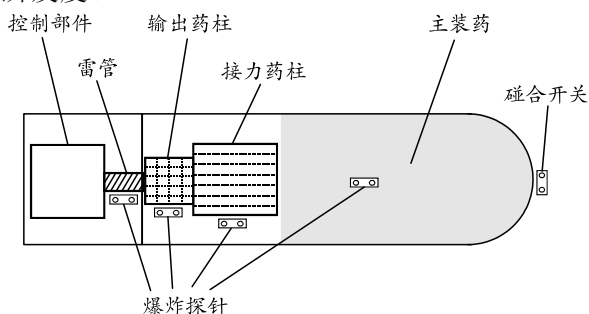 控制部件
输出药柱
主装药
雷管
接力药柱
碰合开关
爆炸探针